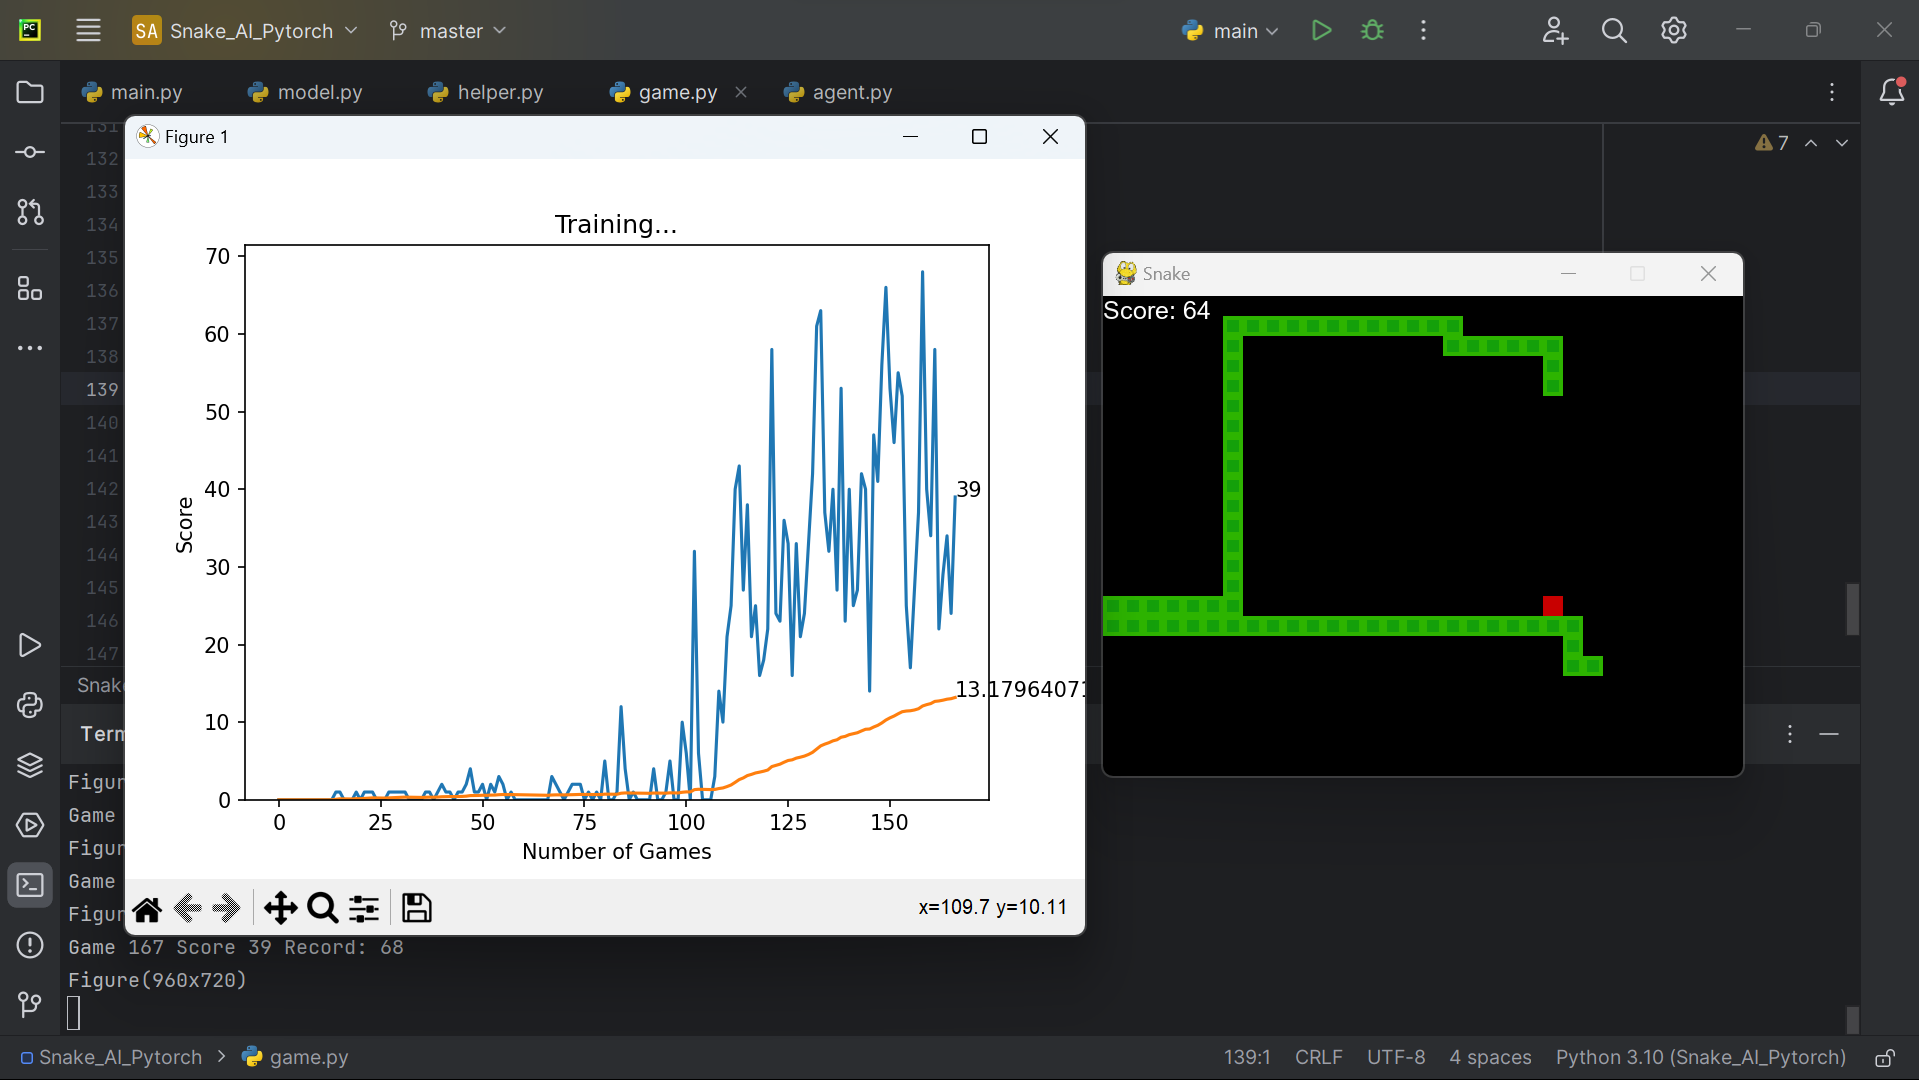 PC
SA Snake_AI_Pytorch master main
main.py model.py helper.py game.py agent.py
131
132
133
134
135
136
137
138
139
140
141
142
143
144
145
146
147
7
Figure 1
Training...
70
60
50
40
30
20
10
0
Score
39
13.17964071
0 25 50 75 100 125 150
Number of Games
x=109.7 y=10.11
Snake
Score: 64
Snak
Term
Figur
Game
Figur
Game
Figur
Game 167 Score 39 Record: 68
Figure(960x720)
Snake_AI_Pytorch > game.py 139:1 CRLF UTF-8 4 spaces Python 3.10 (Snake_AI_Pytorch)